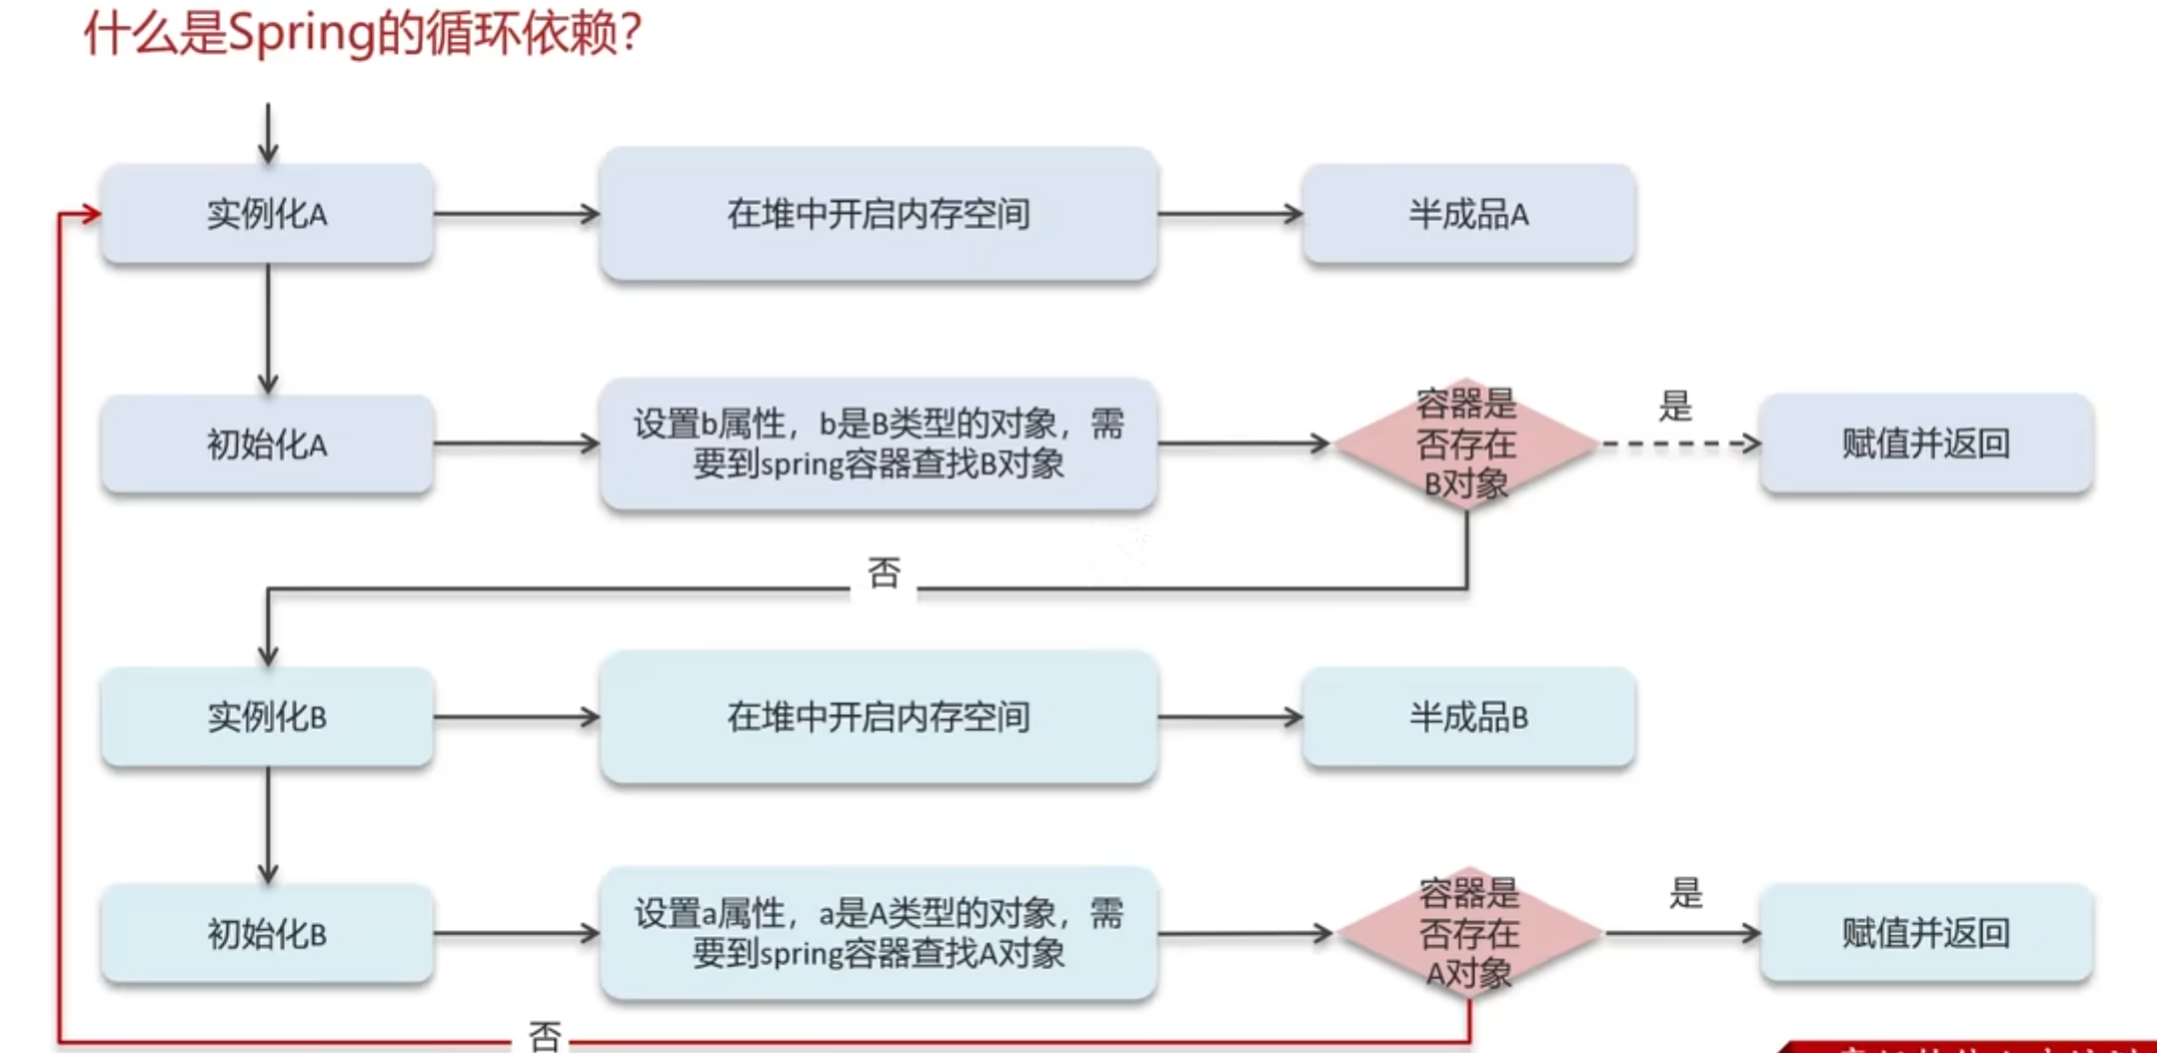 什么是Spring的循环依赖?
实例化A
在堆中开启内存空间
半成品A
初始化A
设置b属性，b是B类型的对象，需
要到spring容器查找B对象
容器是
否存在
B对象
是
赋值并返回
否
实例化B
在堆中开启内存空间
半成品B
初始化B
设置a属性，a是A类型的对象，需
要到spring容器查找A对象
容器是
否存在
A对象
是
赋值并返回
否